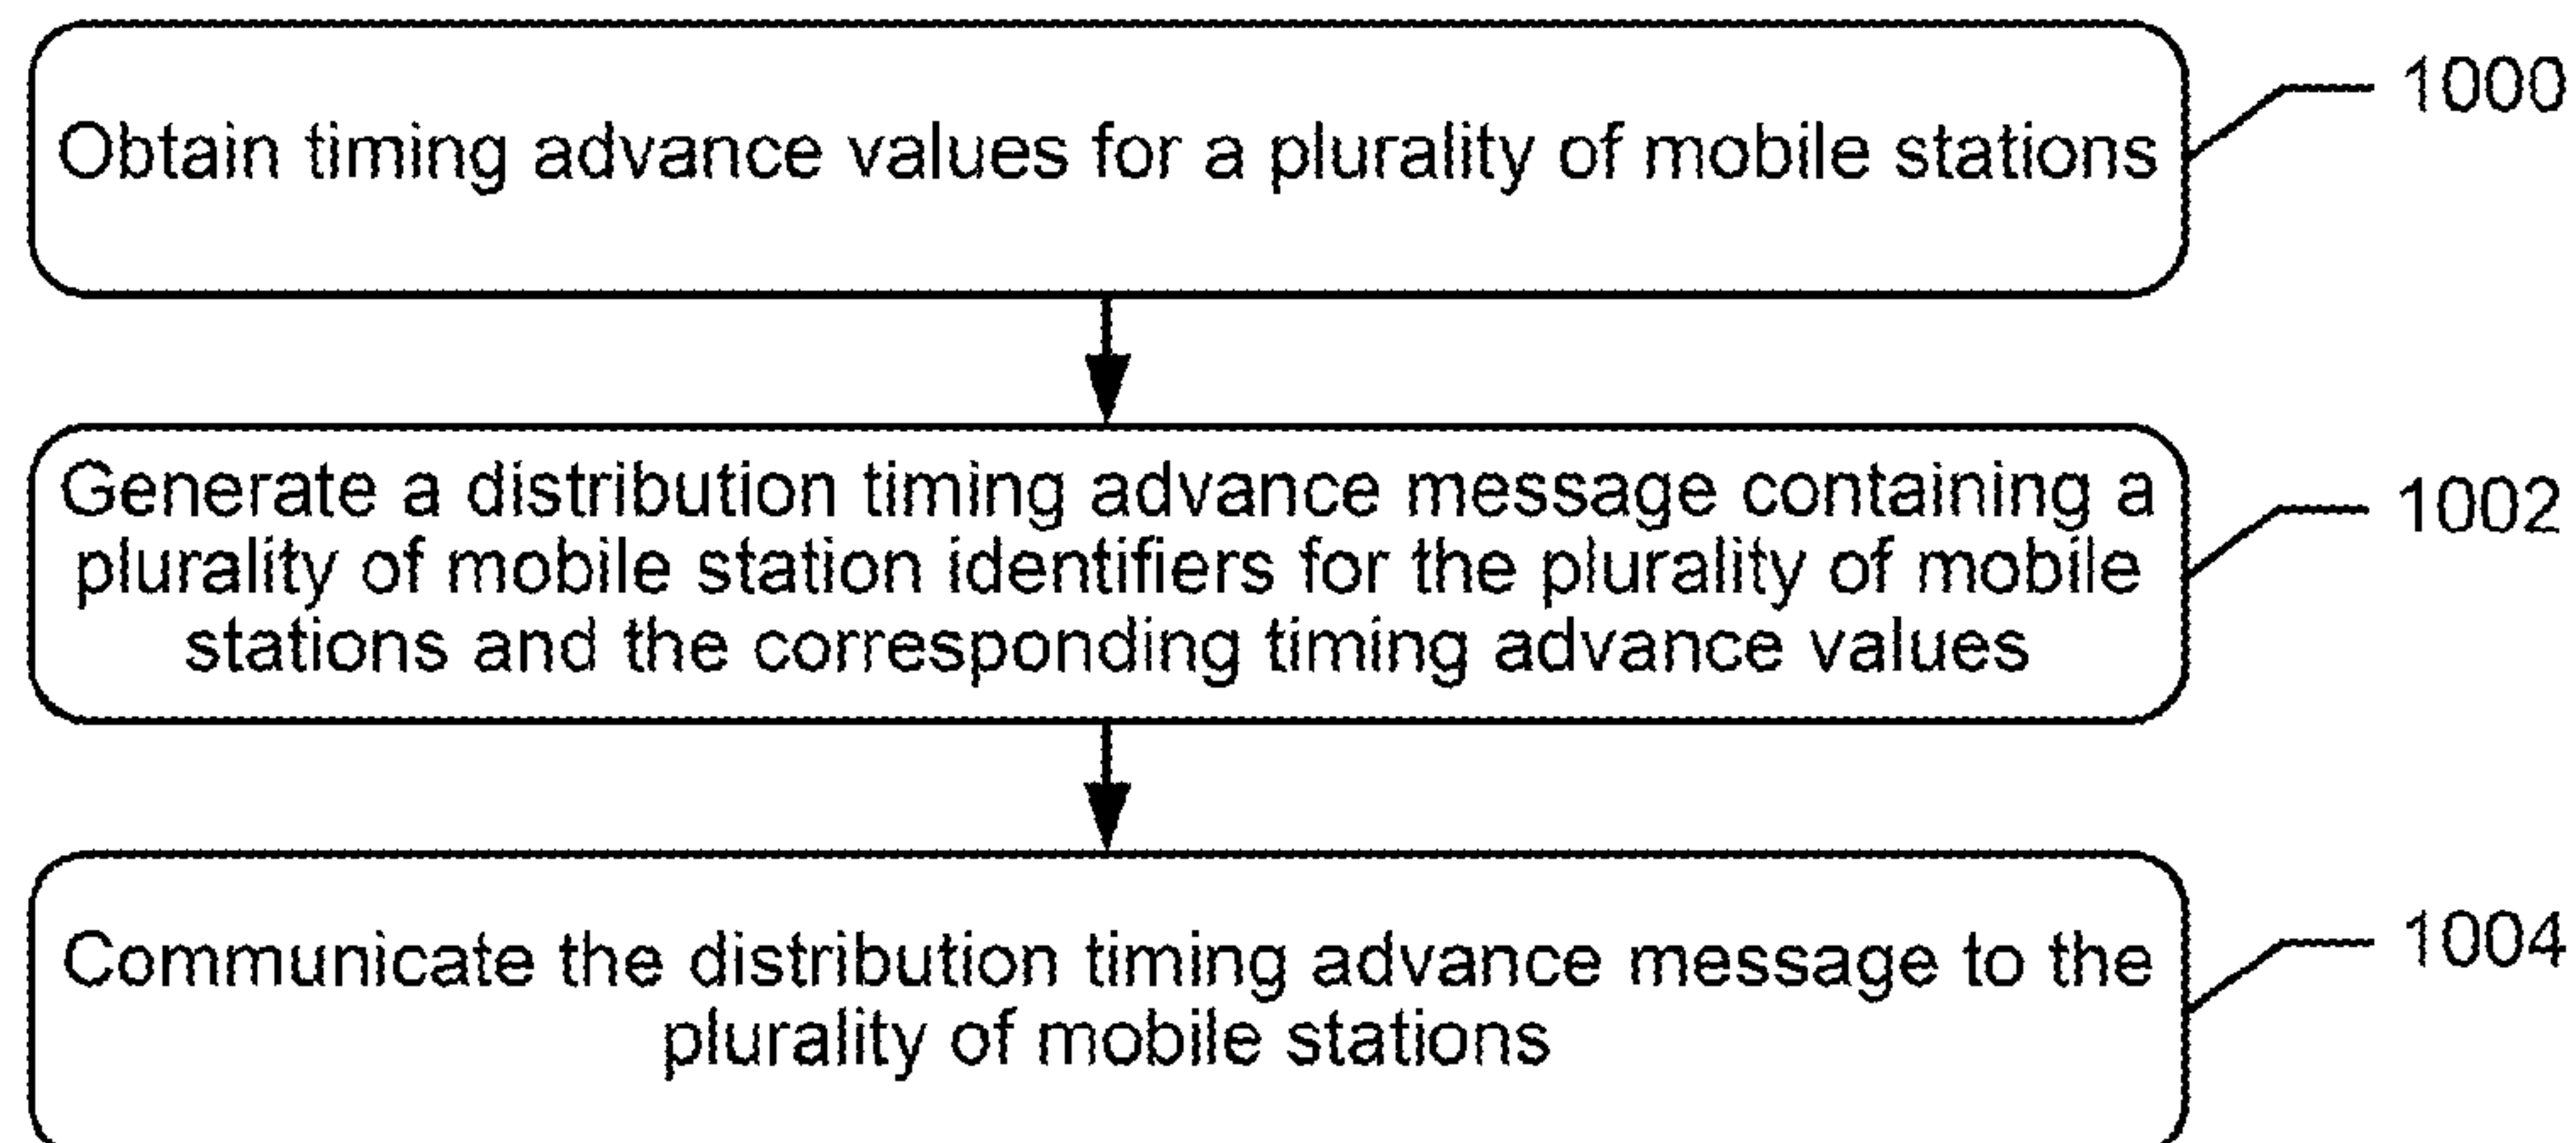 Obtain timing advance values for a plurality of mobile stations
1000
Generate a distribution timing advance message containing a
plurality of mobile station identifiers for the plurality of mobile
stations and the corresponding timing advance values
1002
Communicate the distribution timing advance message to the
plurality of mobile stations
1004